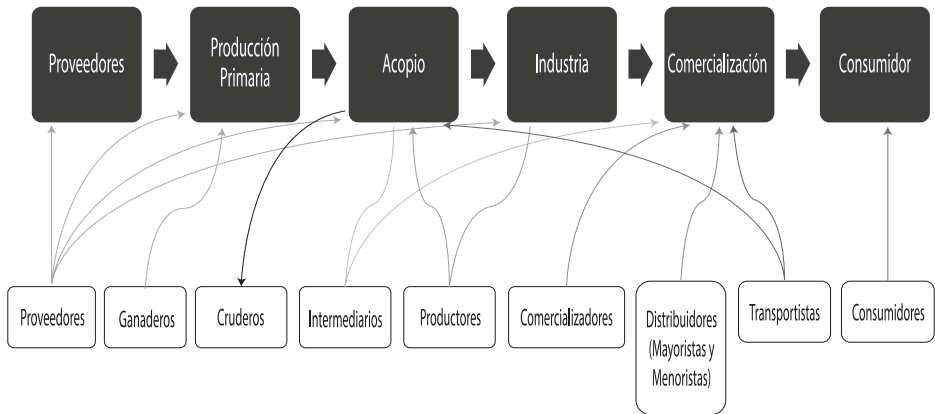 Proveedores
Producción
Primaria
Acopio
Industria
Comercialización
Consumidor
Proveedores
Ganaderos
Cruderos
Intermediarios
Productores
Comercializadores
Distribuidores
(Mayoristas y
Menoristas)
Transportistas
Consumidores